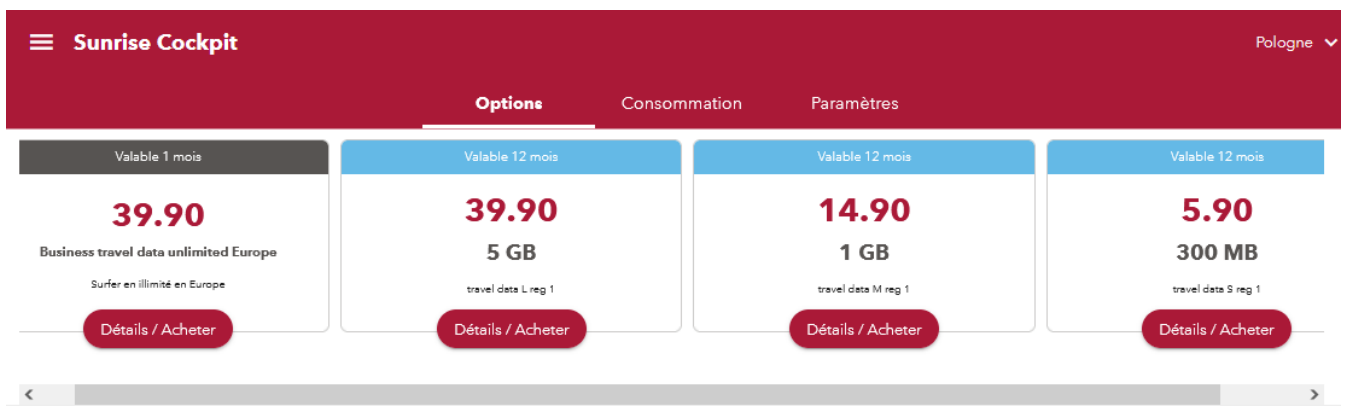 Sunrise Cockpit
Pologne
Options Consommation Paramètres
Valable 1 mois
39.90
Business travel data unlimited Europe
Surfer en illimité en Europe
Détails / Acheter
Valable 12 mois
39.90
5 GB
travel data L reg 1
Détails / Acheter
Valable 12 mois
14.90
1 GB
travel data M reg 1
Détails / Acheter
Valable 12 mois
5.90
300 MB
travel data S reg 1
Détails / Acheter